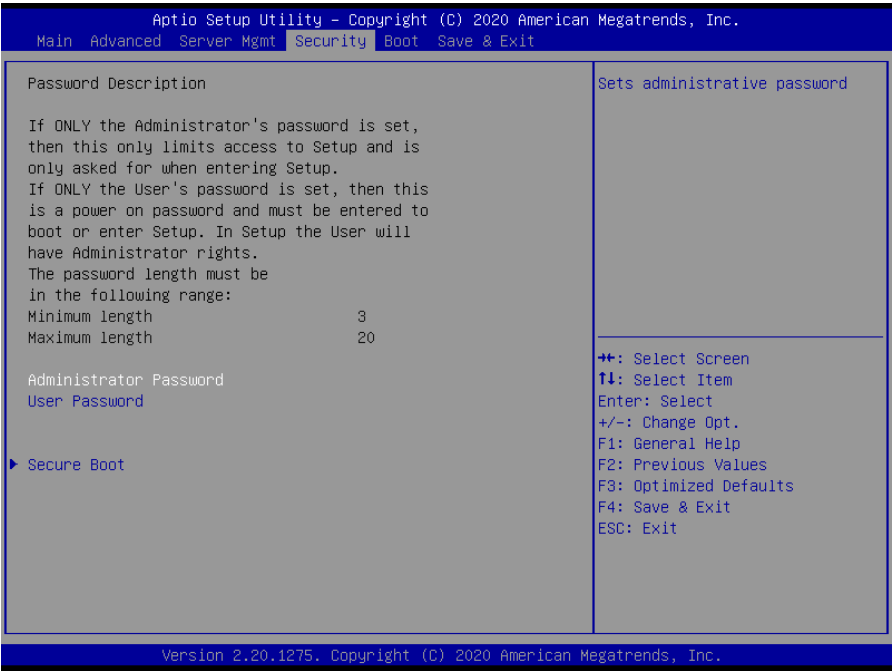 Aptio Setup Utility – Copyright (C) 2020 American Megatrends, Inc.
Main Advanced Server Mgmt Security Boot Save & Exit
Password Description
If ONLY the Administrator's password is set,
then this only limits access to Setup and is
only asked for when entering Setup.
If ONLY the User's password is set, then this
is a power on password and must be entered to
boot or enter Setup. In Setup the User will
have Administrator rights.
The password length must be
in the following range:
Minimum length 3
Maximum length 20
Administrator Password
User Password
Secure Boot
Sets administrative password
→←: Select Screen
↑↓: Select Item
Enter: Select
+/-: Change Opt.
F1: General Help
F2: Previous Values
F3: Optimized Defaults
F4: Save & Exit
ESC: Exit
Version 2.20.1275. Copyright (C) 2020 American Megatrends, Inc.